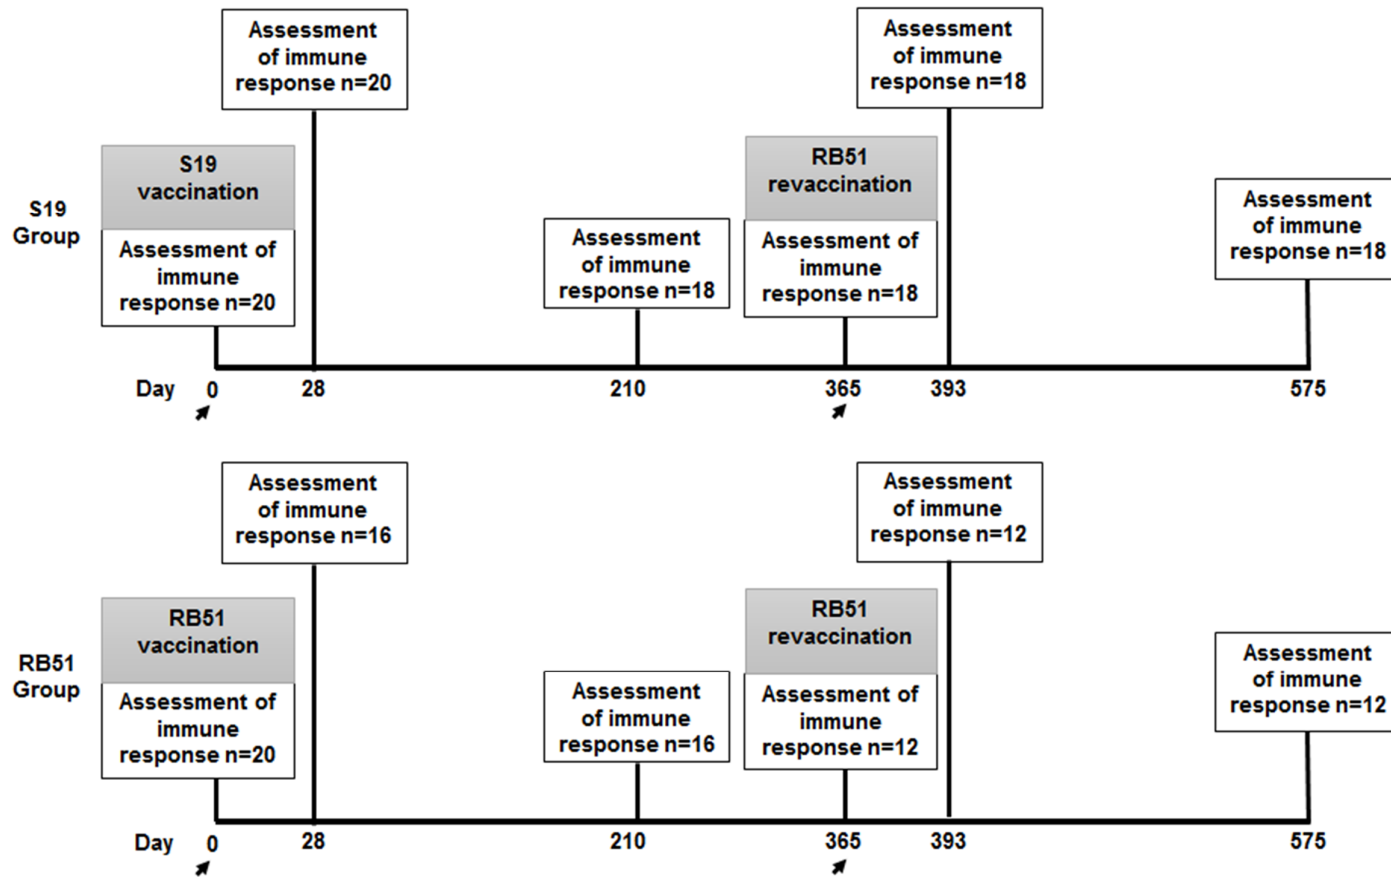 Assessment
of immune
response n=20
Assessment
of immune
response n=18
S19
vaccination
RB51
revaccination
S19
Group
Assessment of
immune
response n=20
Assessment
of immune
response n=18
Assessment of
immune
response n=18
Assessment
of immune
response n=18
Day 0 28 210 365 393 575
Assessment
of immune
response n=16
Assessment
of immune
response n=12
RB51
vaccination
RB51
revaccination
RB51
Group
Assessment of
immune
response n=20
Assessment
of immune
response n=16
Assessment of
immune
response n=12
Assessment
of immune
response n=12
Day 0 28 210 365 393 575